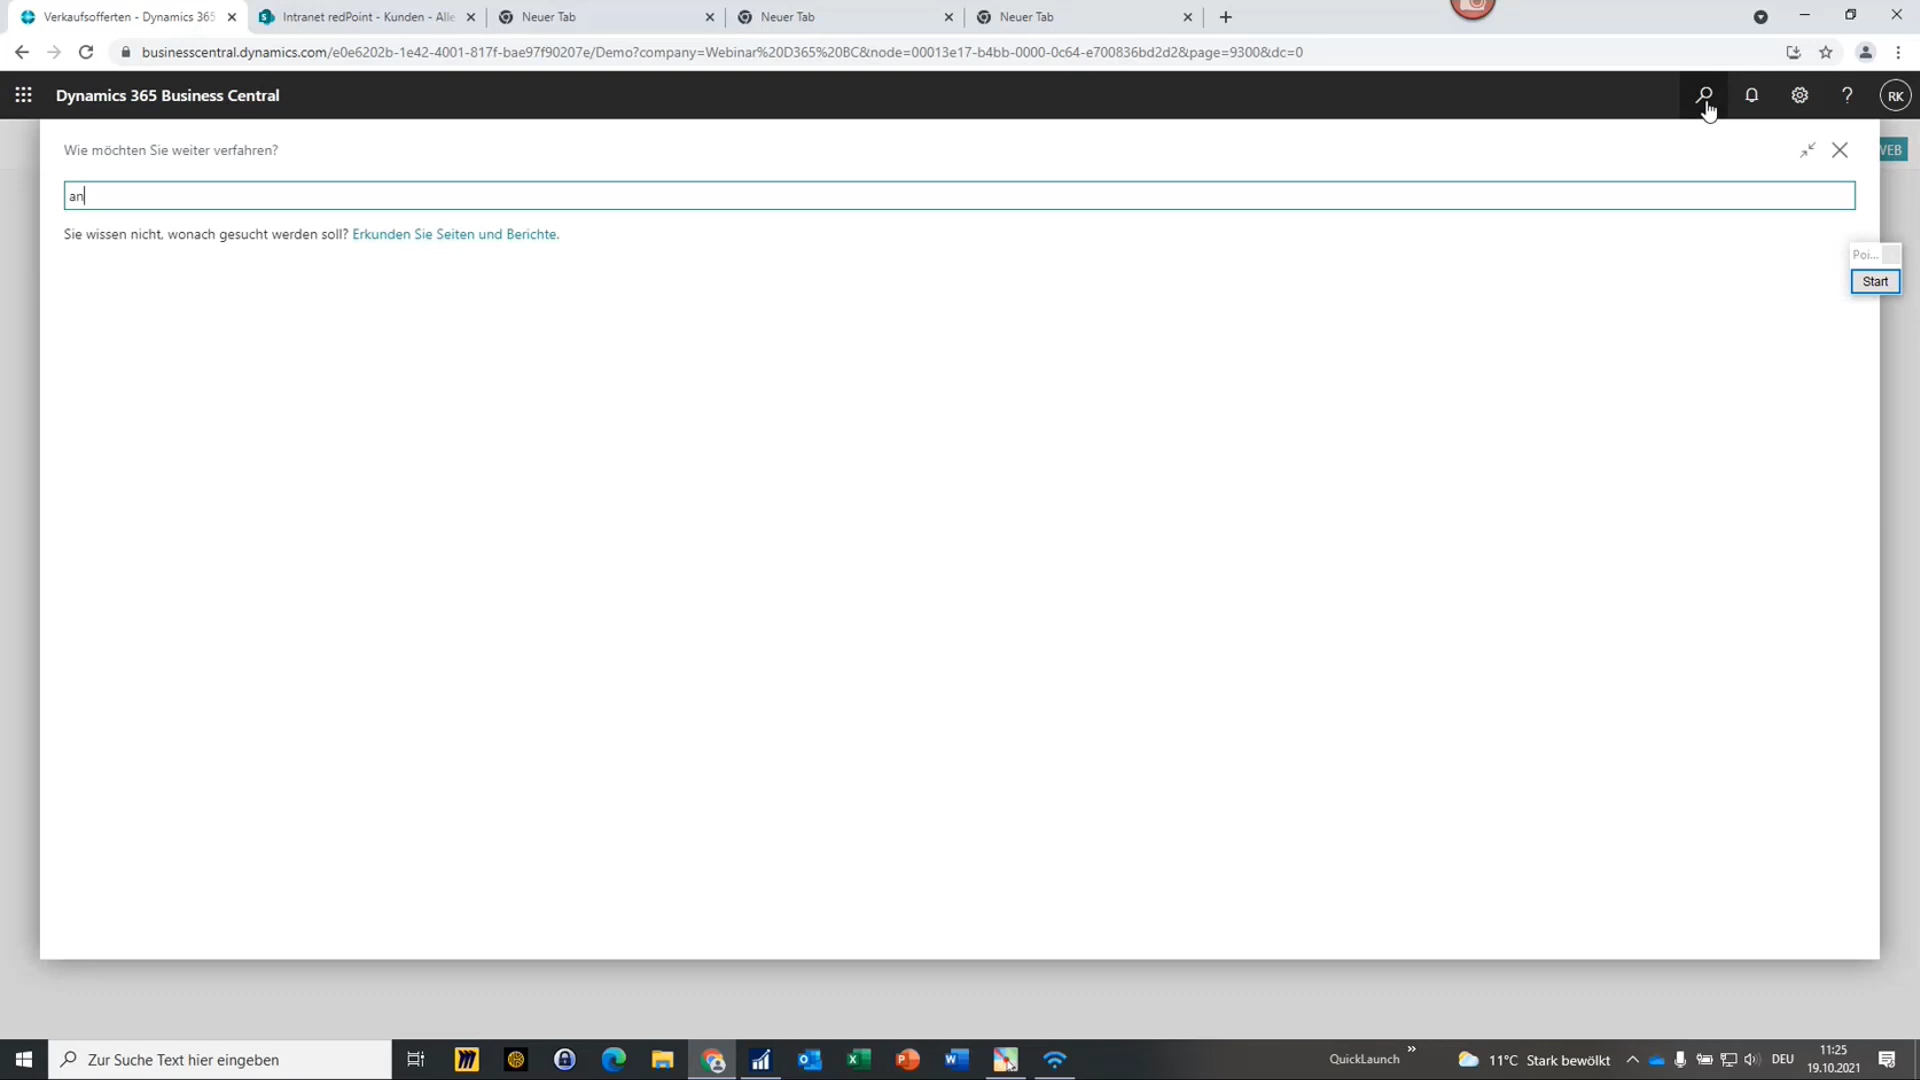 Verkaufsofferten - Dynamics 365
Intranet redPoint - Kunden - Alle
Neuer Tab
Neuer Tab
Neuer Tab
businesscentral.dynamics.com/e0e6202b-1e42-4001-817f-bae97f90207e/Demo?company=Webinar%20D365%20BC&node=00013e17-b4bb-0000-0c64-e700836bd2d2&page=9300&dc=0
Dynamics 365 Business Central
RK
Wie möchten Sie weiter verfahren?
WEB
an
Sie wissen nicht, wonach gesucht werden soll? Erkunden Sie Seiten und Berichte.
Poi...
Start
Zur Suche Text hier eingeben
QuickLaunch
11°C Stark bewölkt
DEU
11:25
19.10.2021